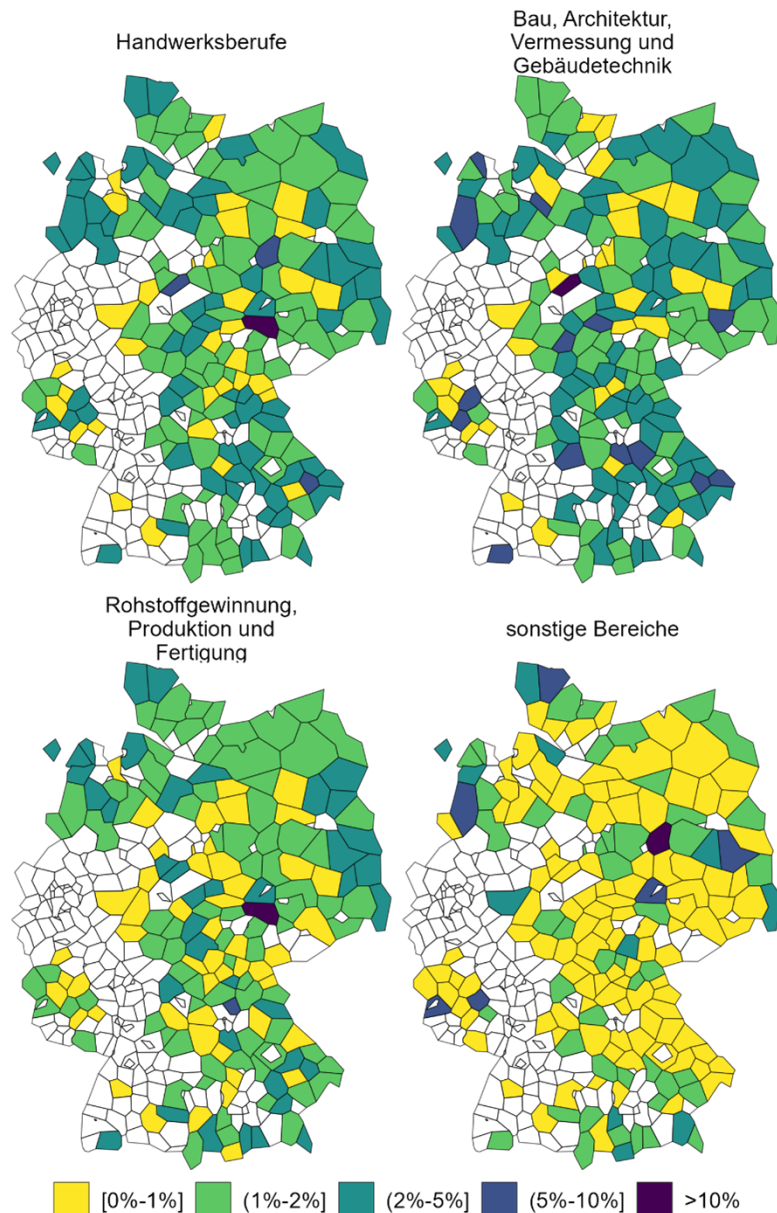 Handwerksberufe
Bau, Architektur,
Vermessung und
Gebäudetechnik
Rohstoffgewinnung,
Produktion und
Fertigung
sonstige Bereiche
[0%-1%] (1%-2%] (2%-5%] (5%-10%] >10%